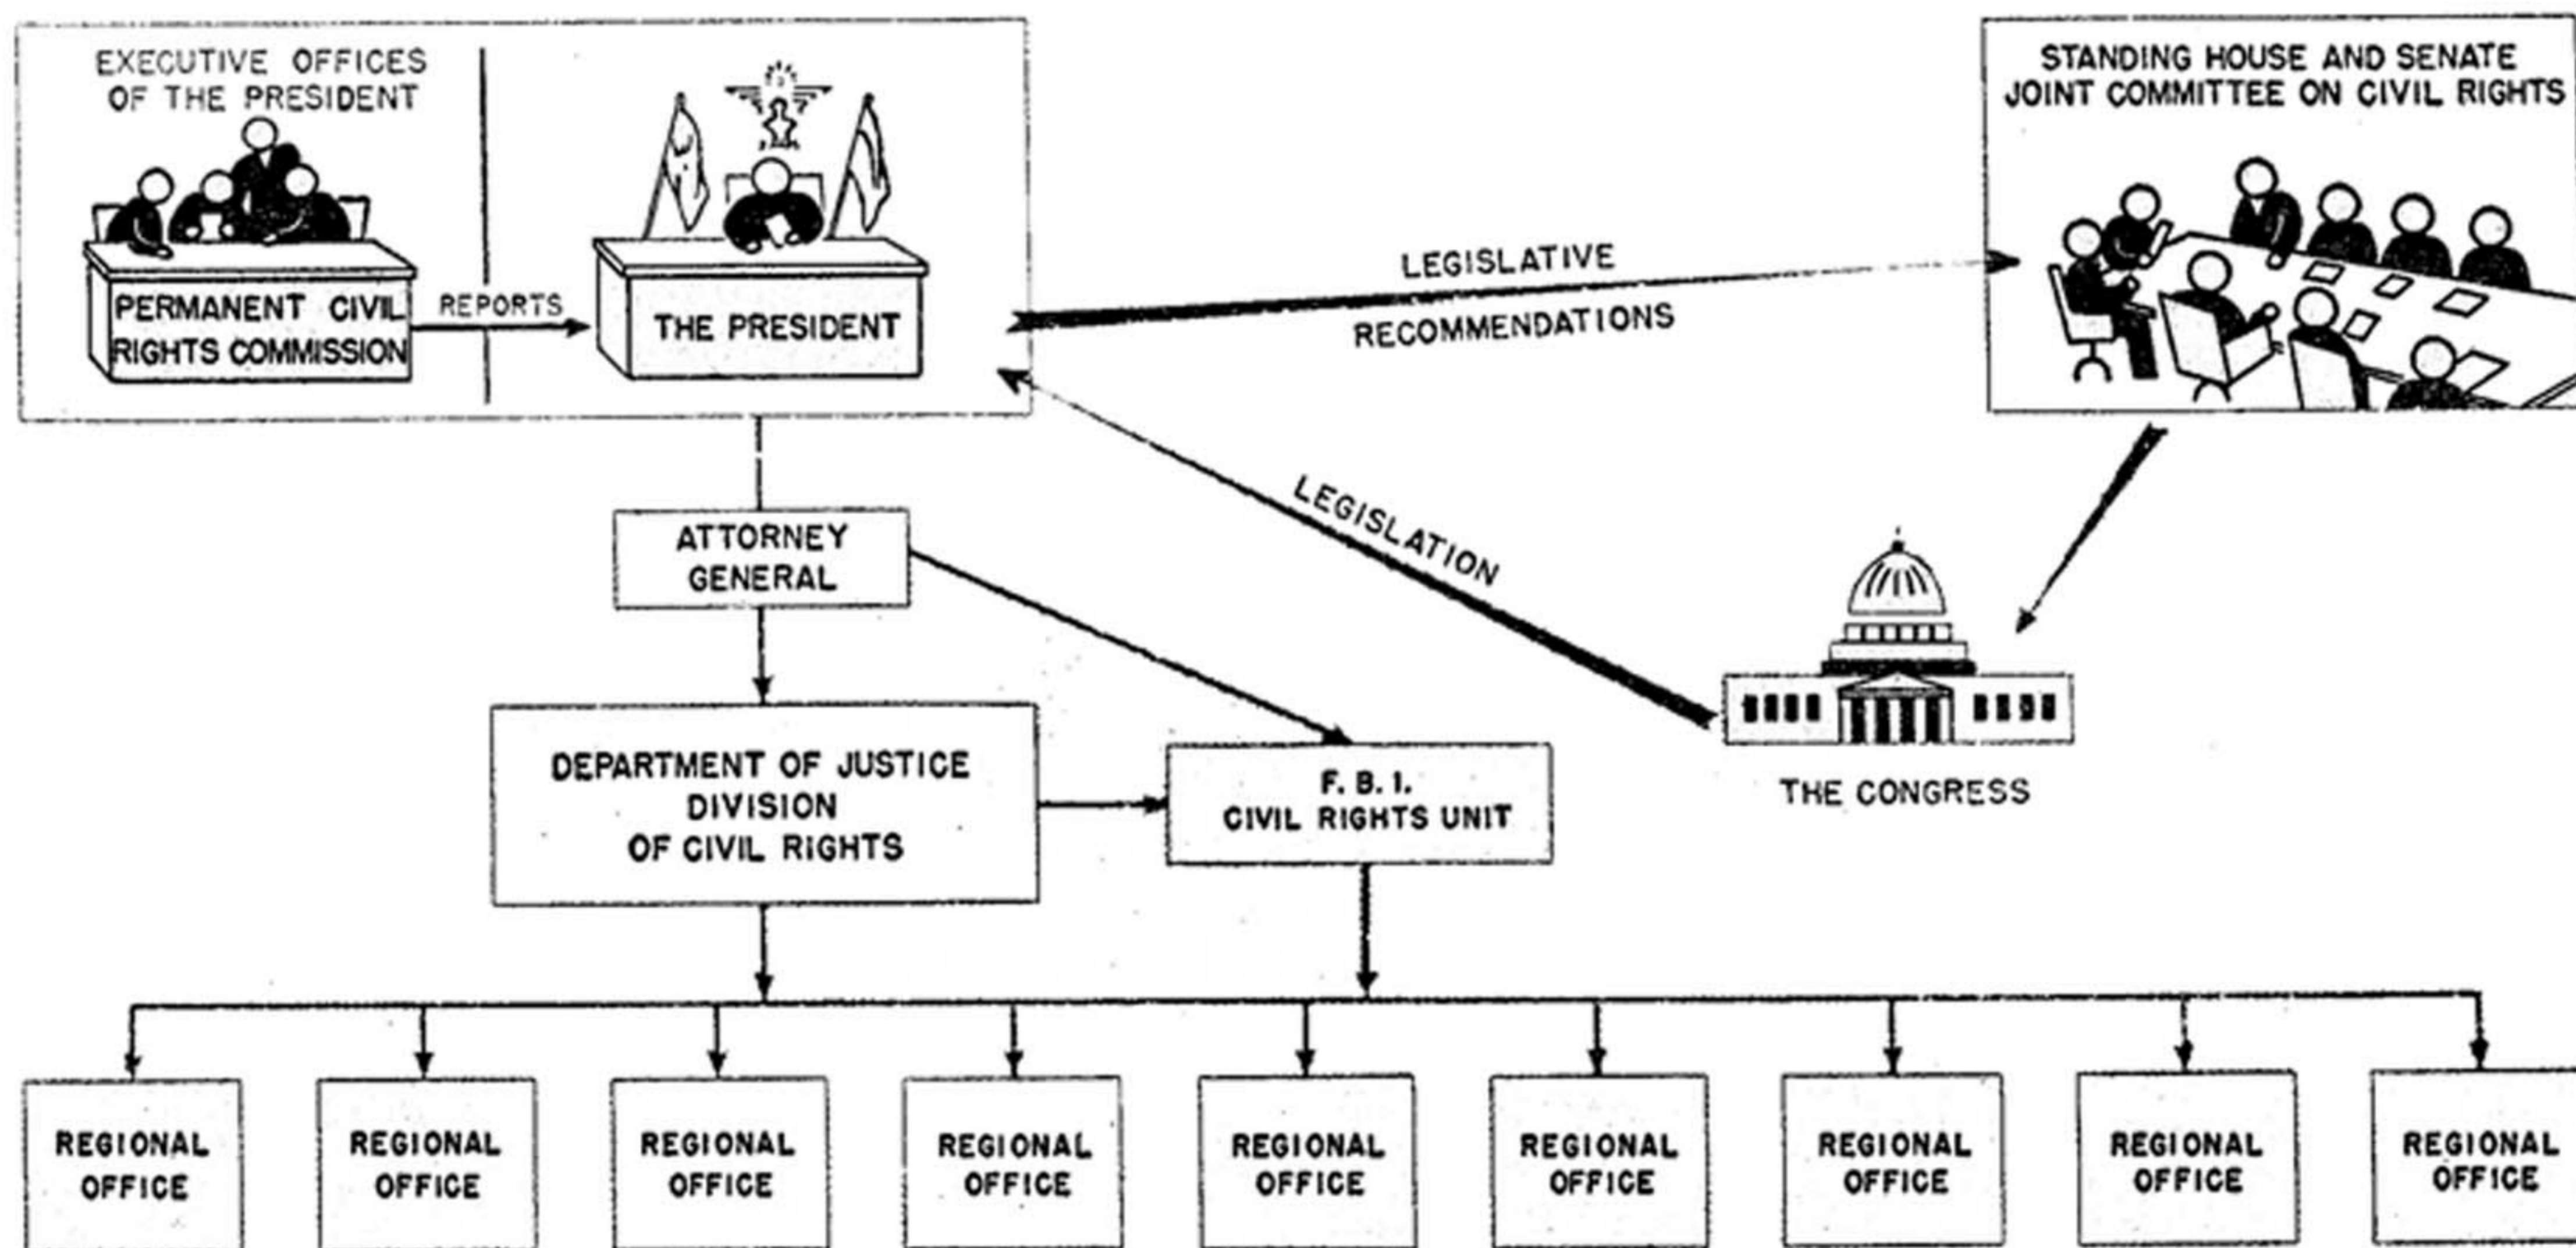 EXECUTIVE OFFICES
OF THE PRESIDENT
PERMANENT CIVIL
RIGHTS COMMISSION
REPORTS
THE PRESIDENT
LEGISLATIVE
RECOMMENDATIONS
STANDING HOUSE AND SENATE
JOINT COMMITTEE ON CIVIL RIGHTS
LEGISLATION
THE CONGRESS
ATTORNEY
GENERAL
DEPARTMENT OF JUSTICE
DIVISION
OF CIVIL RIGHTS
F. B. I.
CIVIL RIGHTS UNIT
REGIONAL
OFFICE
REGIONAL
OFFICE
REGIONAL
OFFICE
REGIONAL
OFFICE
REGIONAL
OFFICE
REGIONAL
OFFICE
REGIONAL
OFFICE
REGIONAL
OFFICE
REGIONAL
OFFICE